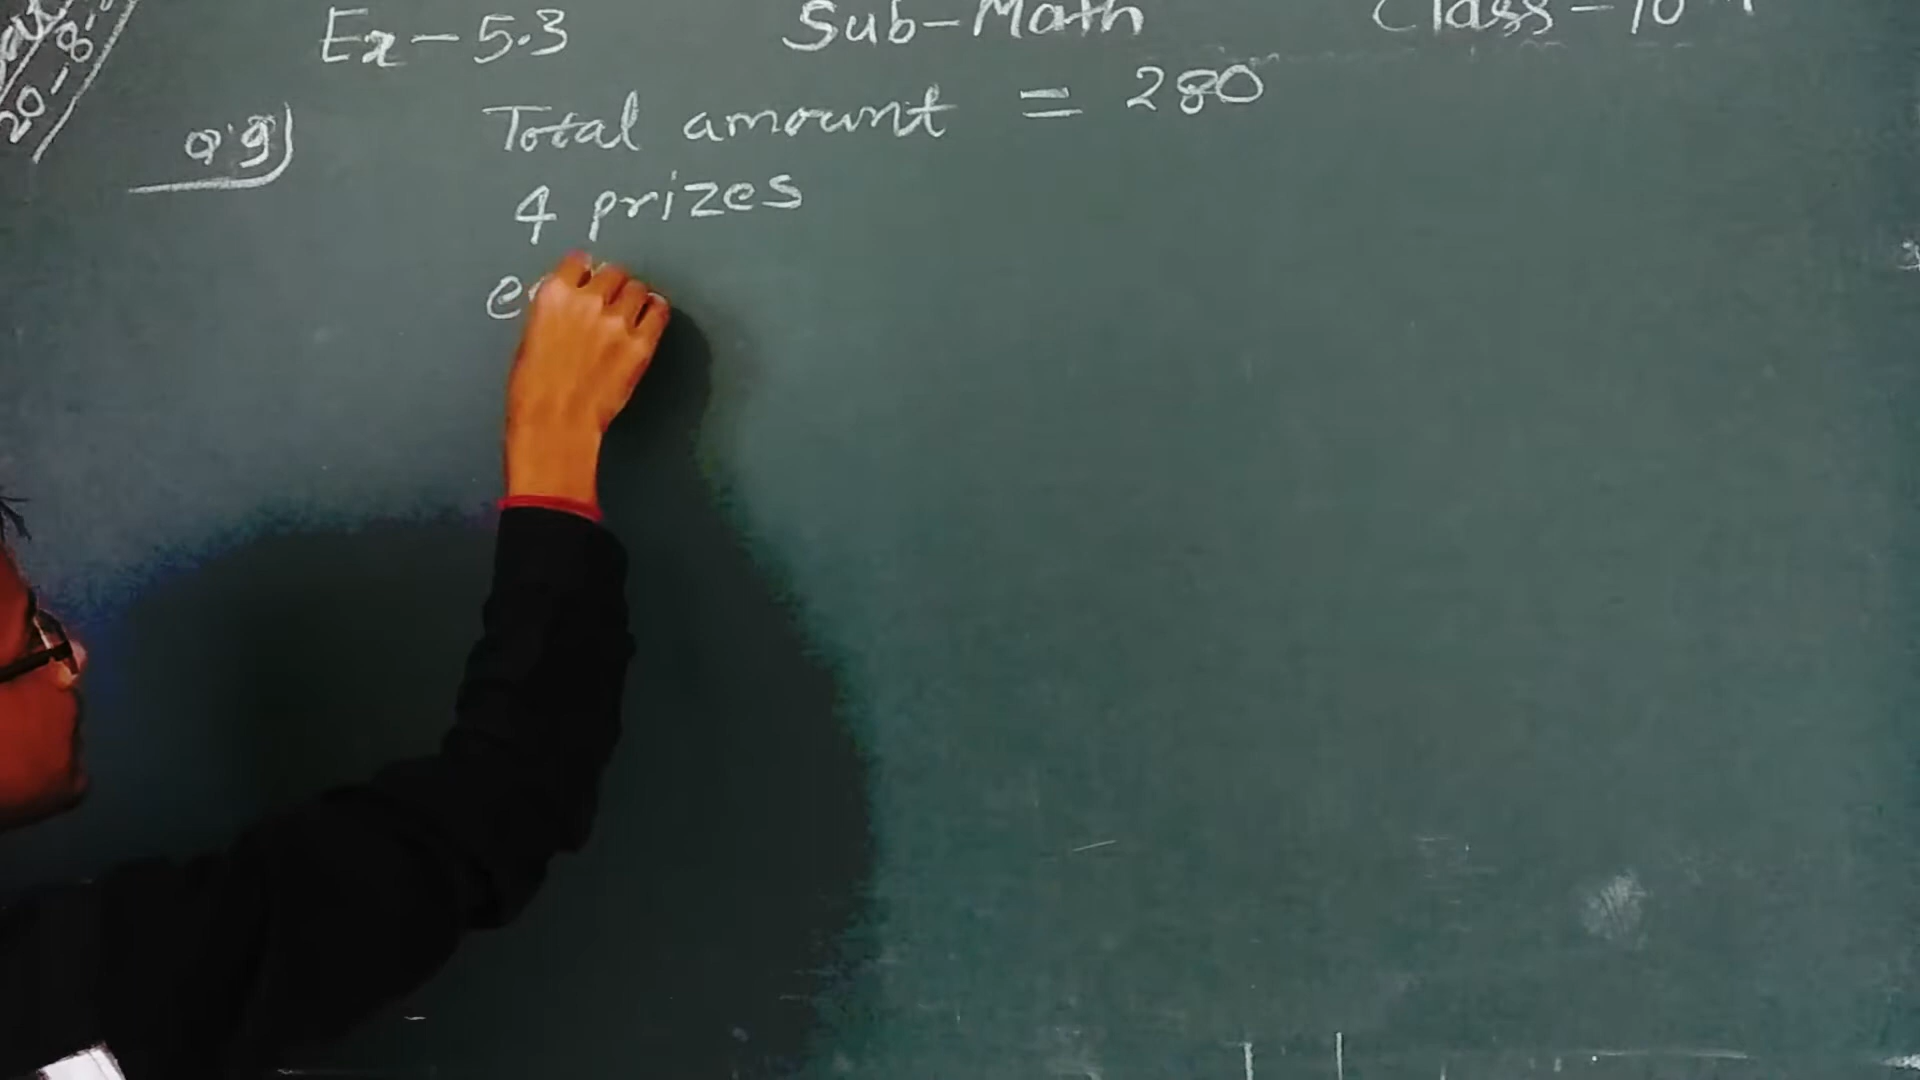 Ex-5.3 Sub-Math Class-10
Q.9) Total amount = 280
4 prizes